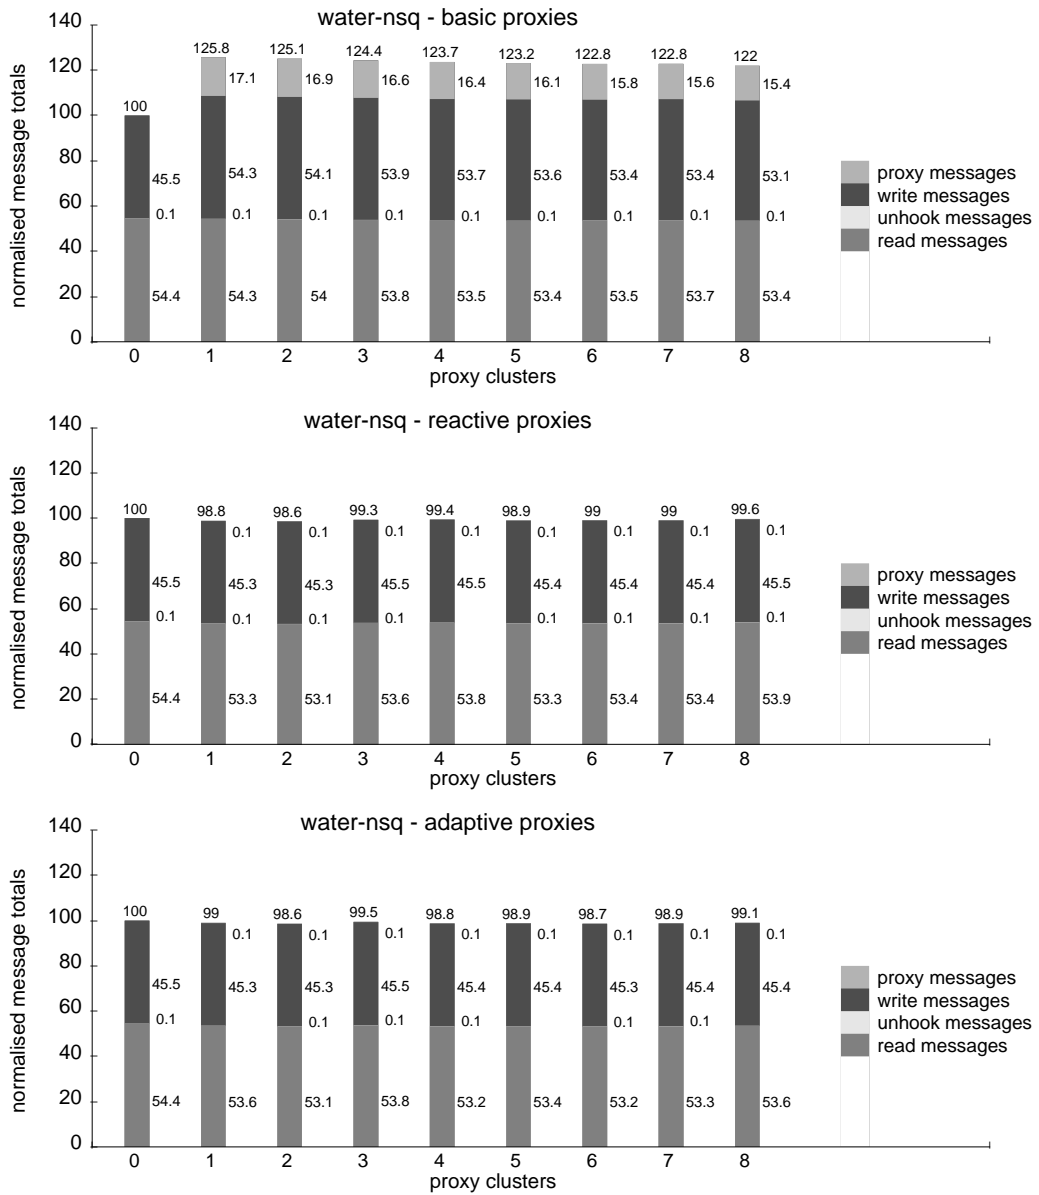 water-nsq - basic proxies
normalised message totals
140
120
100
80
60
40
20
0
100 125.8 125.1 124.4 123.7 123.2 122.8 122.8 122
17.1 16.9 16.6 16.4 16.1 15.8 15.6 15.4
45.5 54.3 54.1 53.9 53.7 53.6 53.4 53.4 53.1
0.1 0.1 0.1 0.1 0.1 0.1 0.1 0.1 0.1
54.4 54.3 54 53.8 53.5 53.4 53.5 53.7 53.4
0 1 2 3 4 5 6 7 8
proxy clusters
proxy messages
write messages
unhook messages
read messages
water-nsq - reactive proxies
normalised message totals
140
120
100
80
60
40
20
0
100 98.8 98.6 99.3 99.4 98.9 99 99 99.6
0.1 0.1 0.1 0.1 0.1 0.1 0.1 0.1
45.5 45.3 45.3 45.5 45.5 45.4 45.4 45.4 45.5
0.1 0.1 0.1 0.1 0.1 0.1 0.1 0.1
54.4 53.3 53.1 53.6 53.8 53.3 53.4 53.4 53.9
0 1 2 3 4 5 6 7 8
proxy clusters
proxy messages
write messages
unhook messages
read messages
water-nsq - adaptive proxies
normalised message totals
140
120
100
80
60
40
20
0
100 99 98.6 99.5 98.8 98.9 98.7 98.9 99.1
0.1 0.1 0.1 0.1 0.1 0.1 0.1 0.1
45.5 45.3 45.3 45.5 45.4 45.4 45.3 45.4 45.4
0.1 0.1 0.1 0.1 0.1 0.1
54.4 53.6 53.1 53.8 53.2 53.4 53.2 53.3 53.6
0 1 2 3 4 5 6 7 8
proxy clusters
proxy messages
write messages
unhook messages
read messages